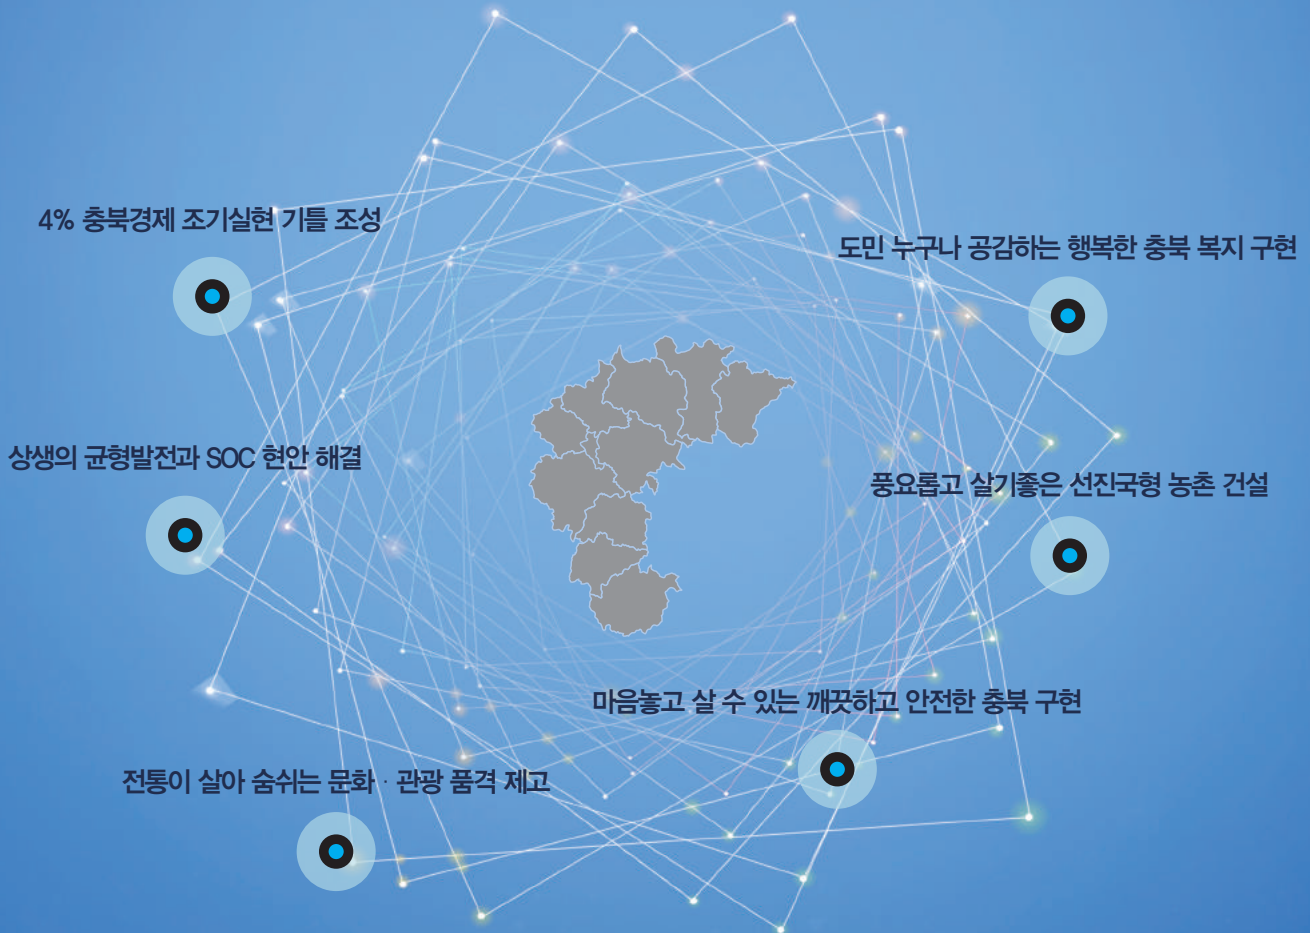 4% 충북경제 조기실현 기틀 조성
도민 누구나 공감하는 행복한 충북 복지 구현
상생의 균형발전과 SOC 현안 해결
풍요롭고 살기좋은 선진국형 농촌 건설
마음놓고 살 수 있는 깨끗하고 안전한 충북 구현
전통이 살아 숨쉬는 문화 · 관광 품격 제고